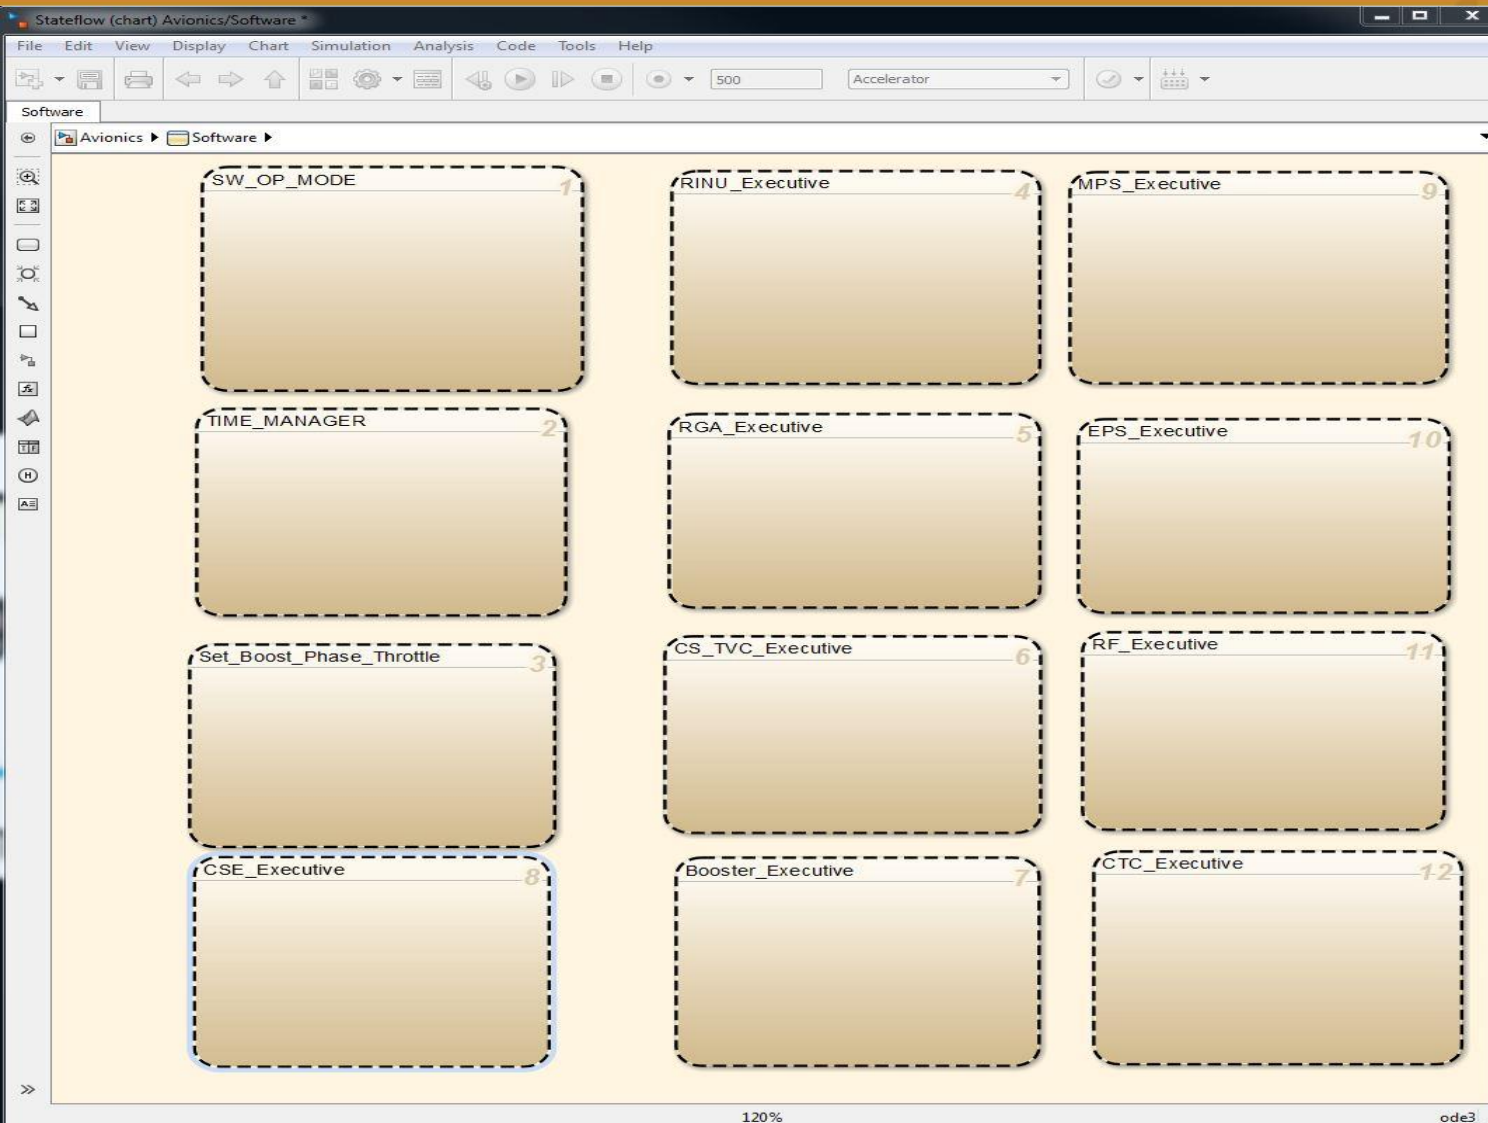 Stateflow (chart) Avionics/Software *
File Edit View Display Chart Simulation Analysis Code Tools Help
500 Accelerator
Software
Avionics Software
SW_OP_MODE 1
RINU_Executive 4
MPS_Executive 9
TIME_MANAGER 2
RGA_Executive 5
EPS_Executive 10
Set_Boost_Phase_Throttle 3
CS_TVC_Executive 6
RF_Executive 11
CSE_Executive 8
Booster_Executive 7
CTC_Executive 12
120% ode3